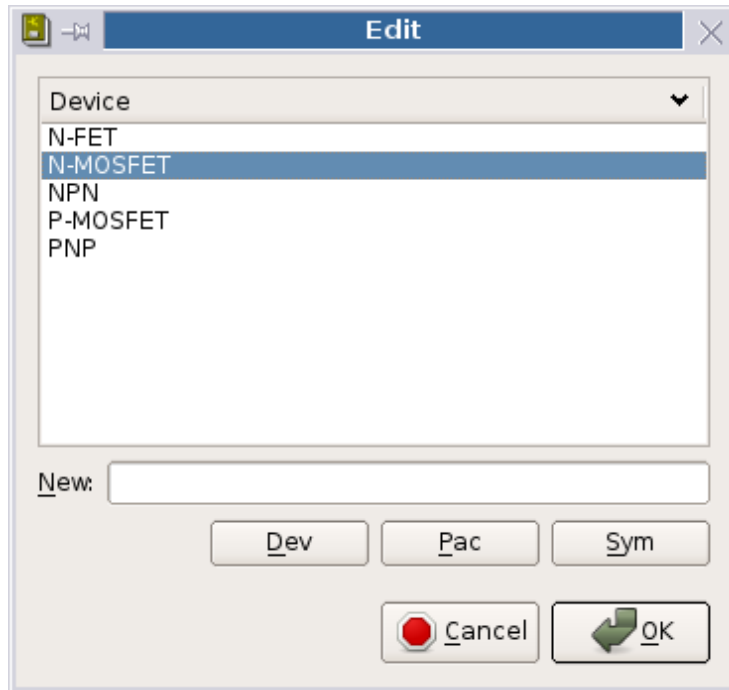 Edit
Device
N-FET
N-MOSFET
NPN
P-MOSFET
PNP
New:
Dev Pac Sym
Cancel OK